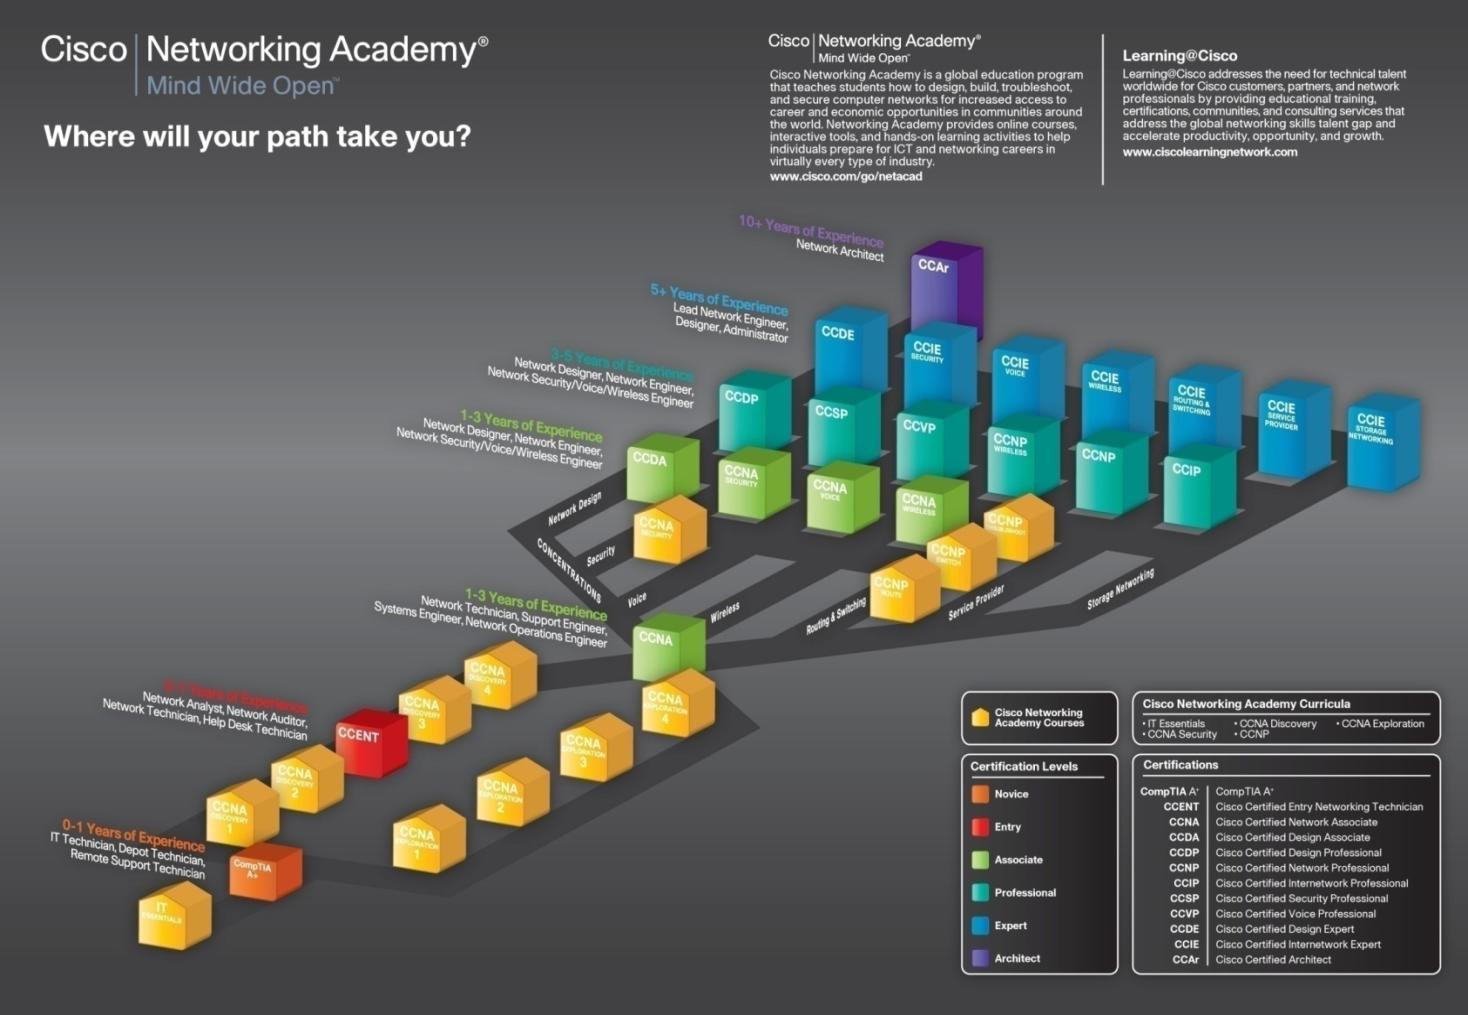 Cisco | Networking Academy®
Mind Wide Open™
Where will your path take you?
Cisco | Networking Academy®
Mind Wide Open™
Cisco Networking Academy is a global education program
that teaches students how to design, build, troubleshoot,
and secure computer networks for increased access to
career and economic opportunities in communities around
the world. Networking Academy provides online courses,
interactive tools, and hands-on learning activities to help
individuals prepare for ICT and networking careers in
virtually every type of industry.
www.cisco.com/go/netacad
Learning@Cisco
Learning@Cisco addresses the need for technical talent
worldwide for Cisco customers, partners, and network
professionals by providing educational training,
certifications, communities, and consulting services that
address the global networking skills talent gap and
accelerate productivity, opportunity, and growth.
www.ciscolearningnetwork.com
10+ Years of Experience
Network Architect
CCAr
5+ Years of Experience
Lead Network Engineer,
Designer, Administrator
CCDE
CCIE
SECURITY
CCIE
VOICE
CCIE
WIRELESS
CCIE
ROUTING &
SWITCHING
CCIE
SERVICE
PROVIDER
CCIE
STORAGE
NETWORKING
3-5 Years of Experience
Network Designer, Network Engineer,
Network Security/Voice/Wireless Engineer
CCDP
CCSP
CCVP
CCNP
WIRELESS
CCNP
CCIP
1-3 Years of Experience
Network Designer, Network Engineer,
Network Security/Voice/Wireless Engineer
CCDA
CCNA
SECURITY
CCNA
VOICE
CCNA
WIRELESS
CCNA
SECURITY
CCNP
TROUBLESHOOT
CCNP
SWITCH
CCNP
ROUTE
Network Design
CONCENTRATIONS
Security
Voice
Wireless
Routing & Switching
Service Provider
Storage Networking
1-3 Years of Experience
Network Technician, Support Engineer,
Systems Engineer, Network Operations Engineer
CCNA
CCNA
DISCOVERY
4
CCNA
EXPLORATION
4
0-1 Years of Experience
Network Analyst, Network Auditor,
Network Technician, Help Desk Technician
CCENT
CCNA
DISCOVERY
3
CCNA
EXPLORATION
3
CCNA
DISCOVERY
2
CCNA
EXPLORATION
2
CCNA
DISCOVERY
1
CCNA
EXPLORATION
1
0-1 Years of Experience
IT Technician, Depot Technician,
Remote Support Technician
CompTIA
A+
IT
ESSENTIALS
Cisco Networking
Academy Courses
Certification Levels
Novice
Entry
Associate
Professional
Expert
Architect
Cisco Networking Academy Curricula
• IT Essentials • CCNA Discovery • CCNA Exploration
• CCNA Security • CCNP
Certifications
CompTIA A+ CompTIA A+
CCENT Cisco Certified Entry Networking Technician
CCNA Cisco Certified Network Associate
CCDA Cisco Certified Design Associate
CCDP Cisco Certified Design Professional
CCNP Cisco Certified Network Professional
CCIP Cisco Certified Internetwork Professional
CCSP Cisco Certified Security Professional
CCVP Cisco Certified Voice Professional
CCDE Cisco Certified Design Expert
CCIE Cisco Certified Internetwork Expert
CCAr Cisco Certified Architect